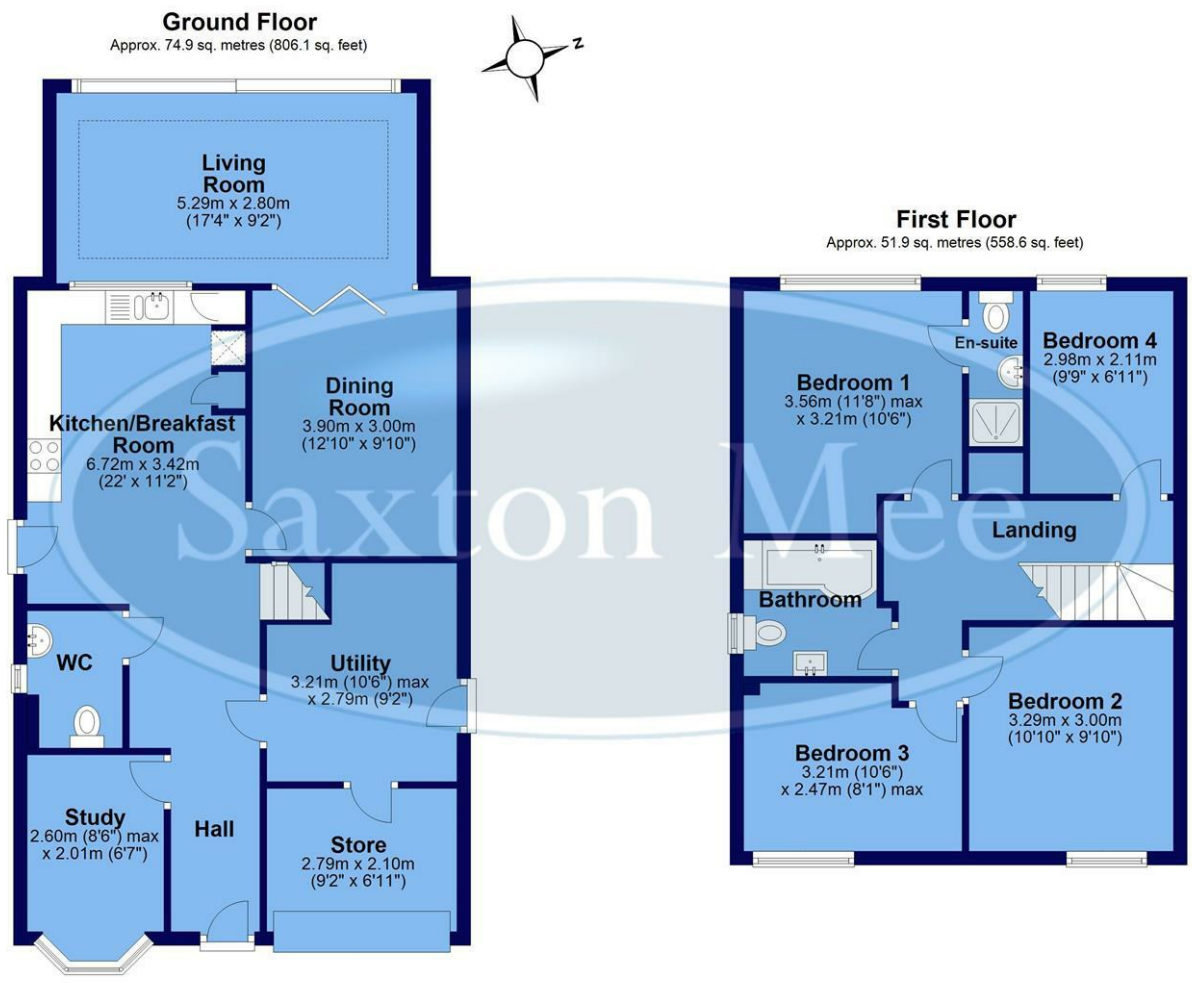 Ground Floor
Approx. 74.9 sq. metres (806.1 sq. feet)
N
Living
Room
5.29m x 2.80m
(17'4" x 9'2")
Kitchen/Breakfast
Room
6.72m x 3.42m
(22' x 11'2")
Dining
Room
3.90m x 3.00m
(12'10" x 9'10")
WC
Utility
3.21m (10'6") max
x 2.79m (9'2")
Study
2.60m (8'6") max
x 2.01m (6'7")
Hall
Store
2.79m x 2.10m
(9'2" x 6'11")
First Floor
Approx. 51.9 sq. metres (558.6 sq. feet)
Bedroom 1
3.56m (11'8") max
x 3.21m (10'6")
En-suite
Bedroom 4
2.98m x 2.11m
(9'9" x 6'11")
Landing
Bathroom
Bedroom 2
3.29m x 3.00m
(10'10" x 9'10")
Bedroom 3
3.21m (10'6")
x 2.47m (8'1") max
Saxton Mee